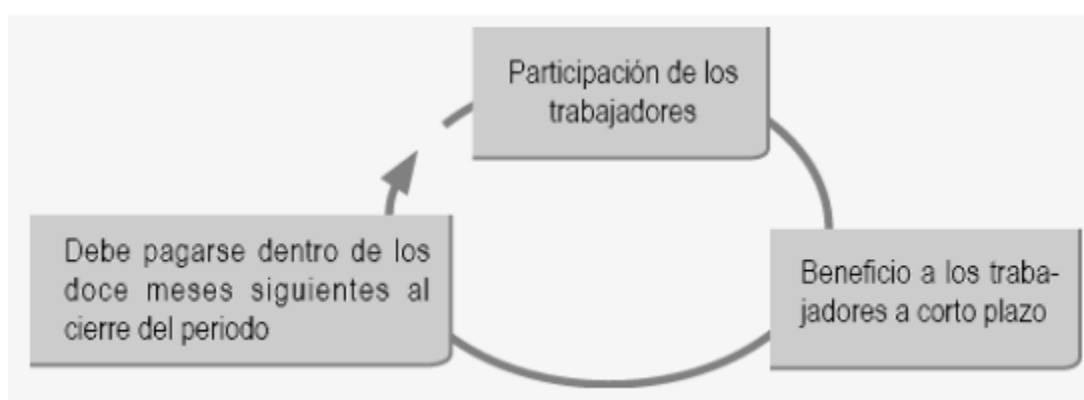 Participación de los
trabajadores
Debe pagarse dentro de los
doce meses siguientes al
cierre del periodo
Beneficio a los traba-
jadores a corto plazo